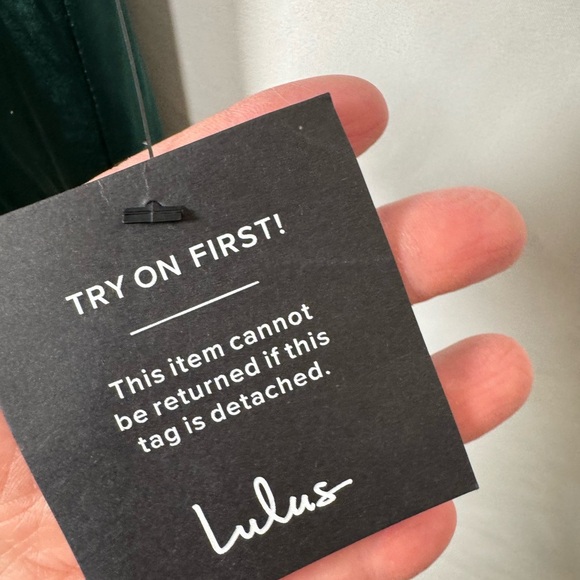 TRY ON FIRST!
This item cannot
be returned if this
tag is detached.
Lulus